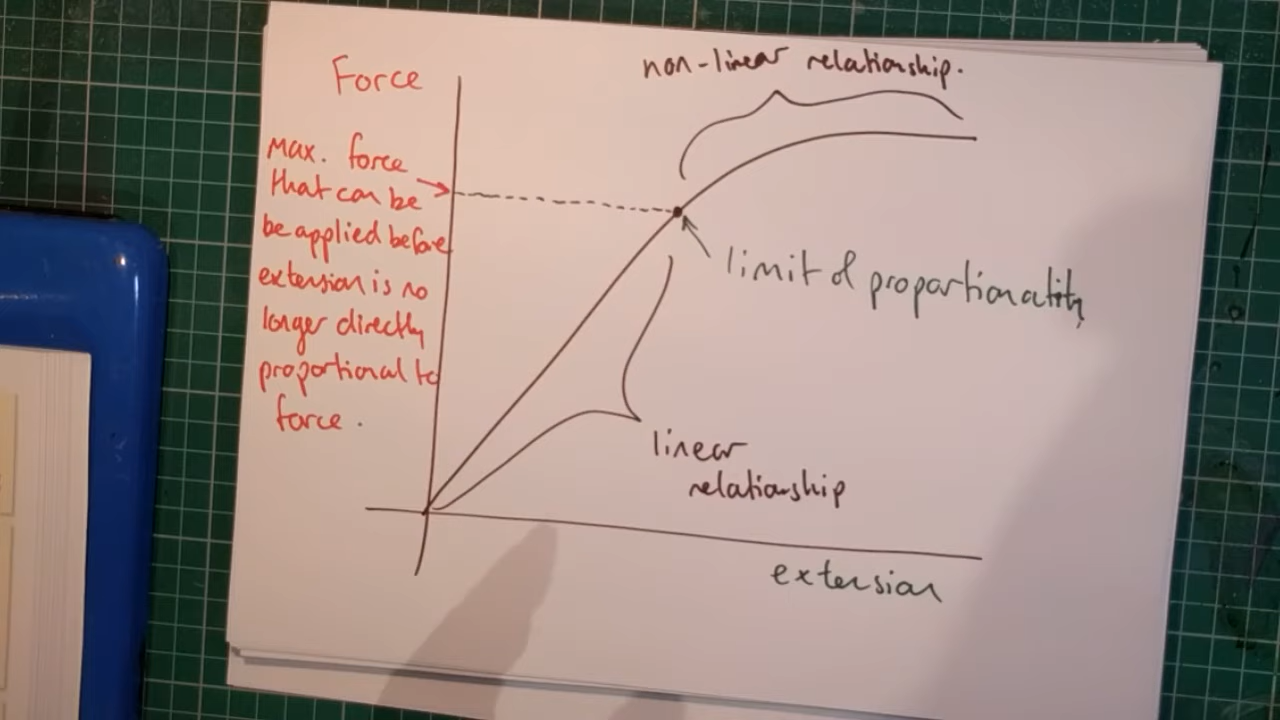 Force
non-linear relationship.
Max. force
that can be
be applied before
extension is no
longer directly
proportional to
force.
limit of proportionality
linear
relationship
extension